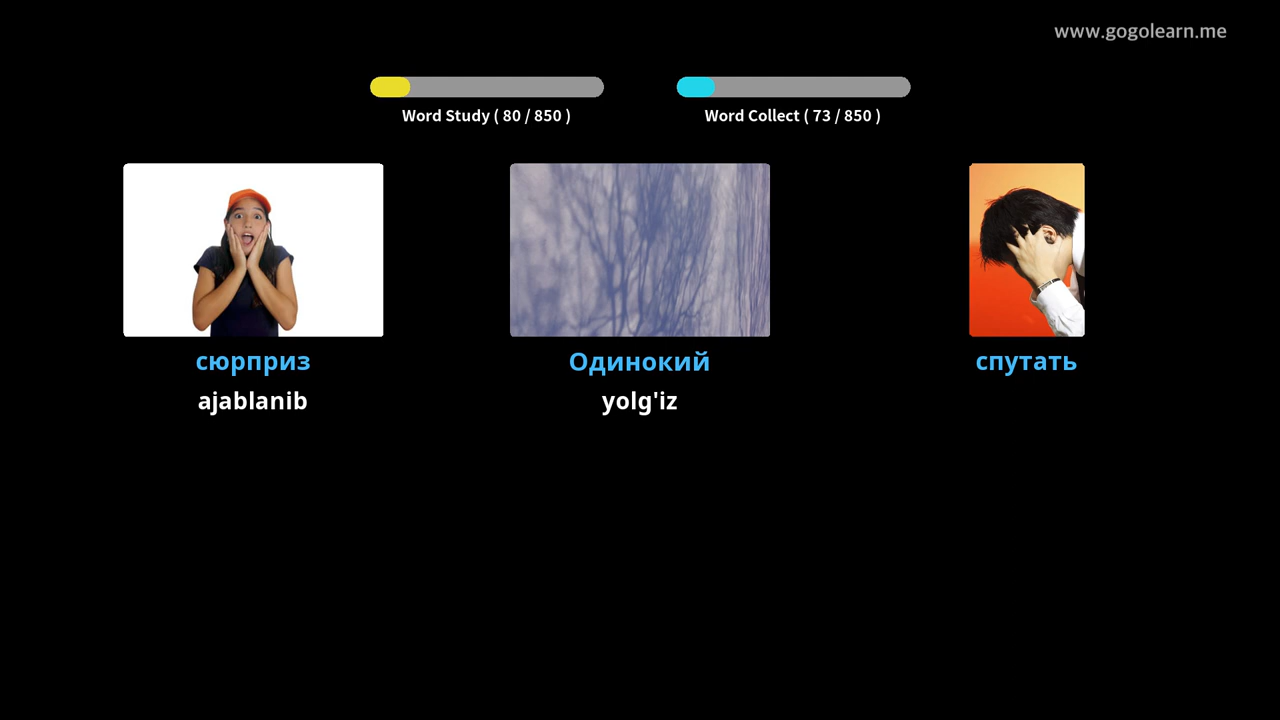 www.gogolearn.me
Word Study ( 80 / 850 )
Word Collect ( 73 / 850 )
сюрприз
ajablanib
Одинокий
yolg'iz
спутать